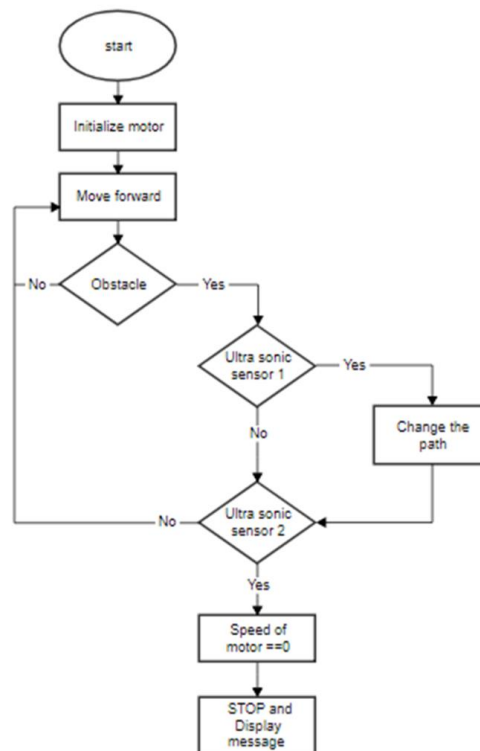 start
Initialize motor
Move forward
No
Obstacle
Yes
Ultra sonic
sensor 1
Yes
No
Change the
path
No
Ultra sonic
sensor 2
Yes
Speed of
motor ==0
STOP and
Display
message